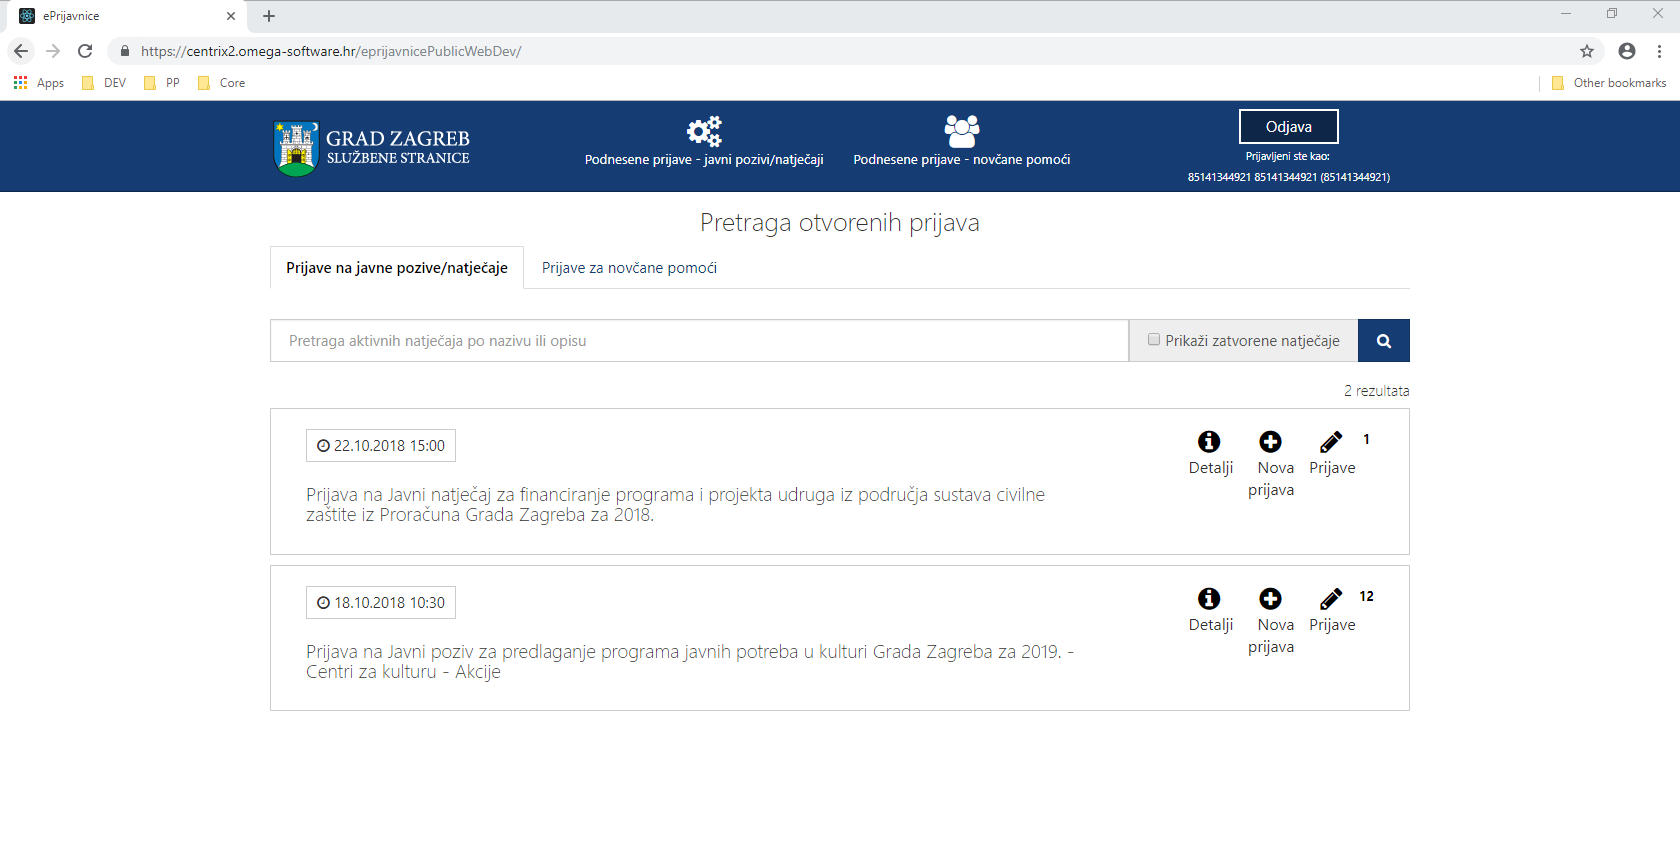 ePrijavnice
https://centrix2.omega-software.hr/eprijavnicePublicWebDev/
Apps DEV PP Core Other bookmarks
GRAD ZAGREB
SLUŽBENE STRANICE
Podnesene prijave - javni pozivi/natječaji
Podnesene prijave - novčane pomoći
Odjava
Prijavljeni ste kao:
85141344921 85141344921 (85141344921)
Pretraga otvorenih prijava
Prijave na javne pozive/natječaje Prijave za novčane pomoći
Pretraga aktivnih natječaja po nazivu ili opisu
Prikaži zatvorene natječaje
2 rezultata
22.10.2018 15:00
Prijava na Javni natječaj za financiranje programa i projekta udruga iz područja sustava civilne
zaštite iz Proračuna Grada Zagreba za 2018.
Detalji
Nova
prijava
Prijave
1
18.10.2018 10:30
Prijava na Javni poziv za predlaganje programa javnih potreba u kulturi Grada Zagreba za 2019. -
Centri za kulturu - Akcije
Detalji
Nova
prijava
Prijave
12